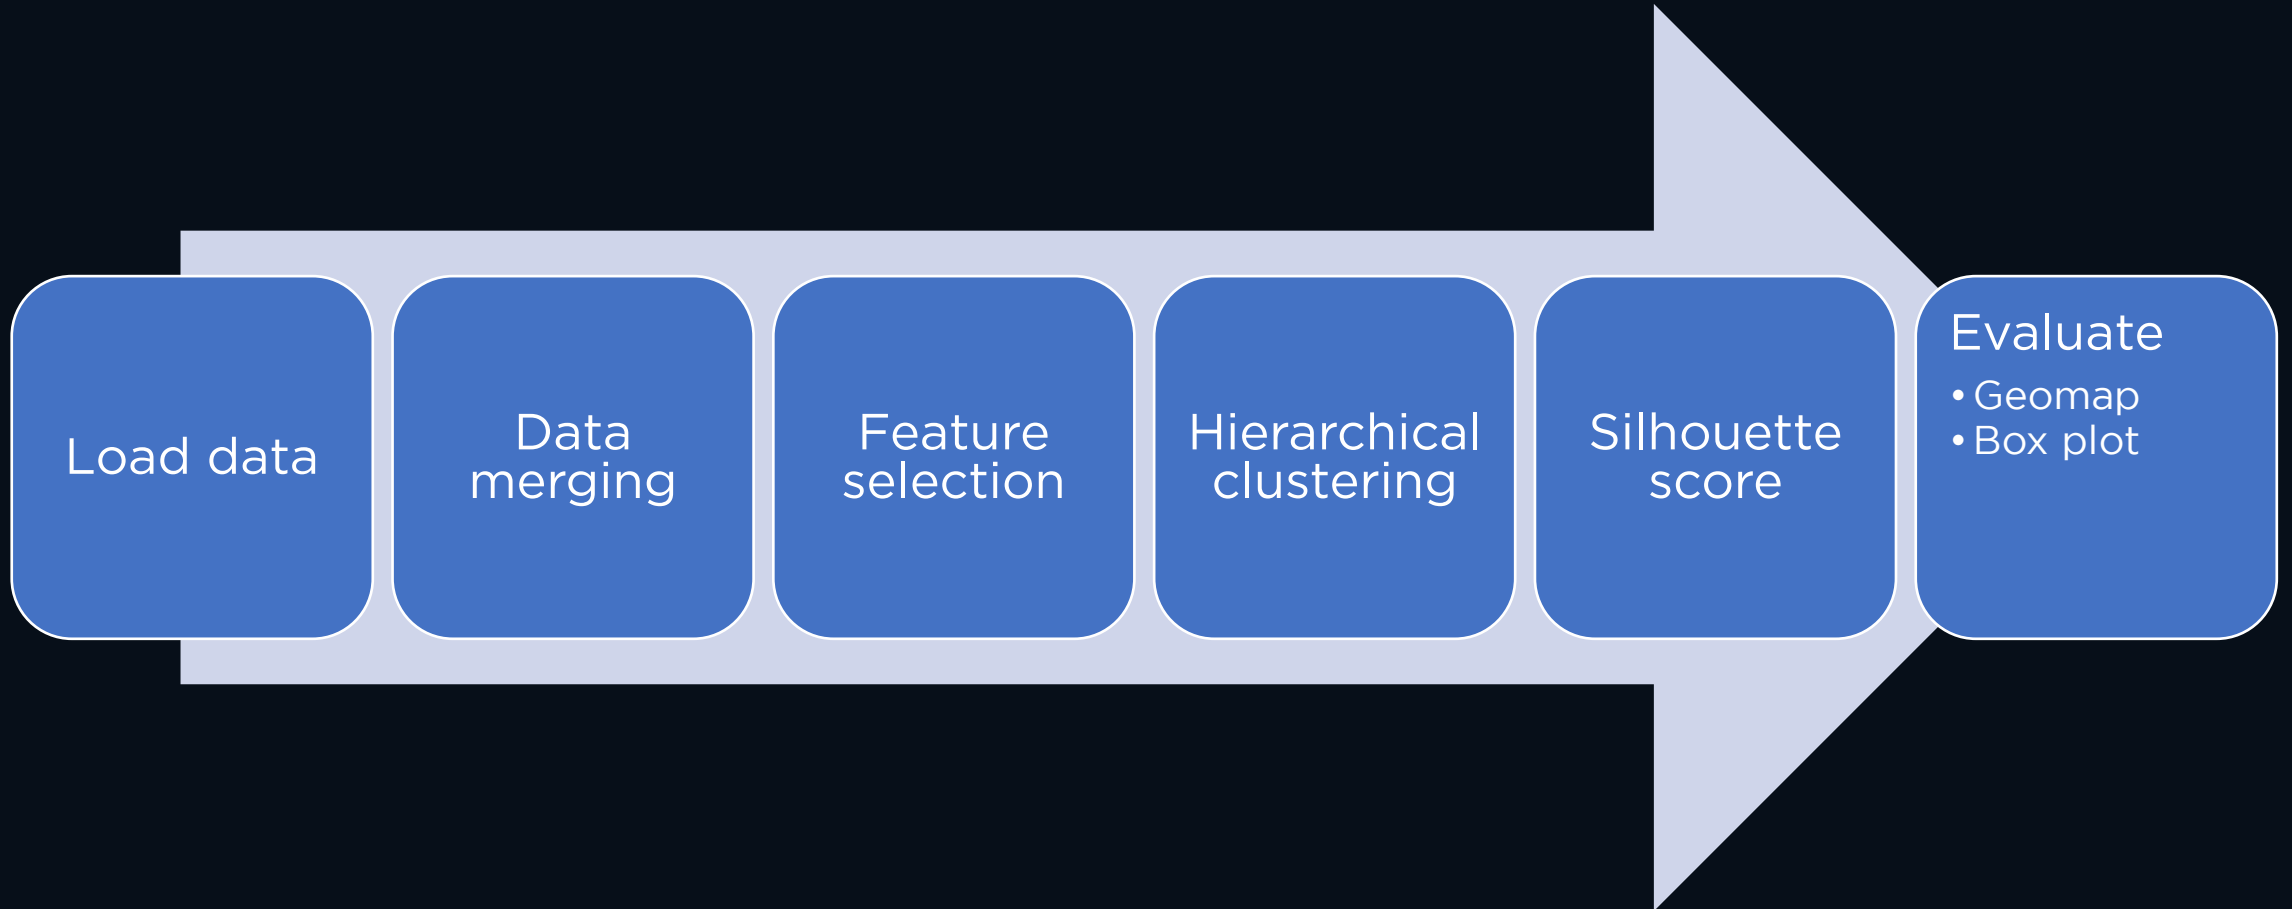 Load data
Data
merging
Feature
selection
Hierarchical
clustering
Silhouette
score
Evaluate
• Geomap
• Box plot